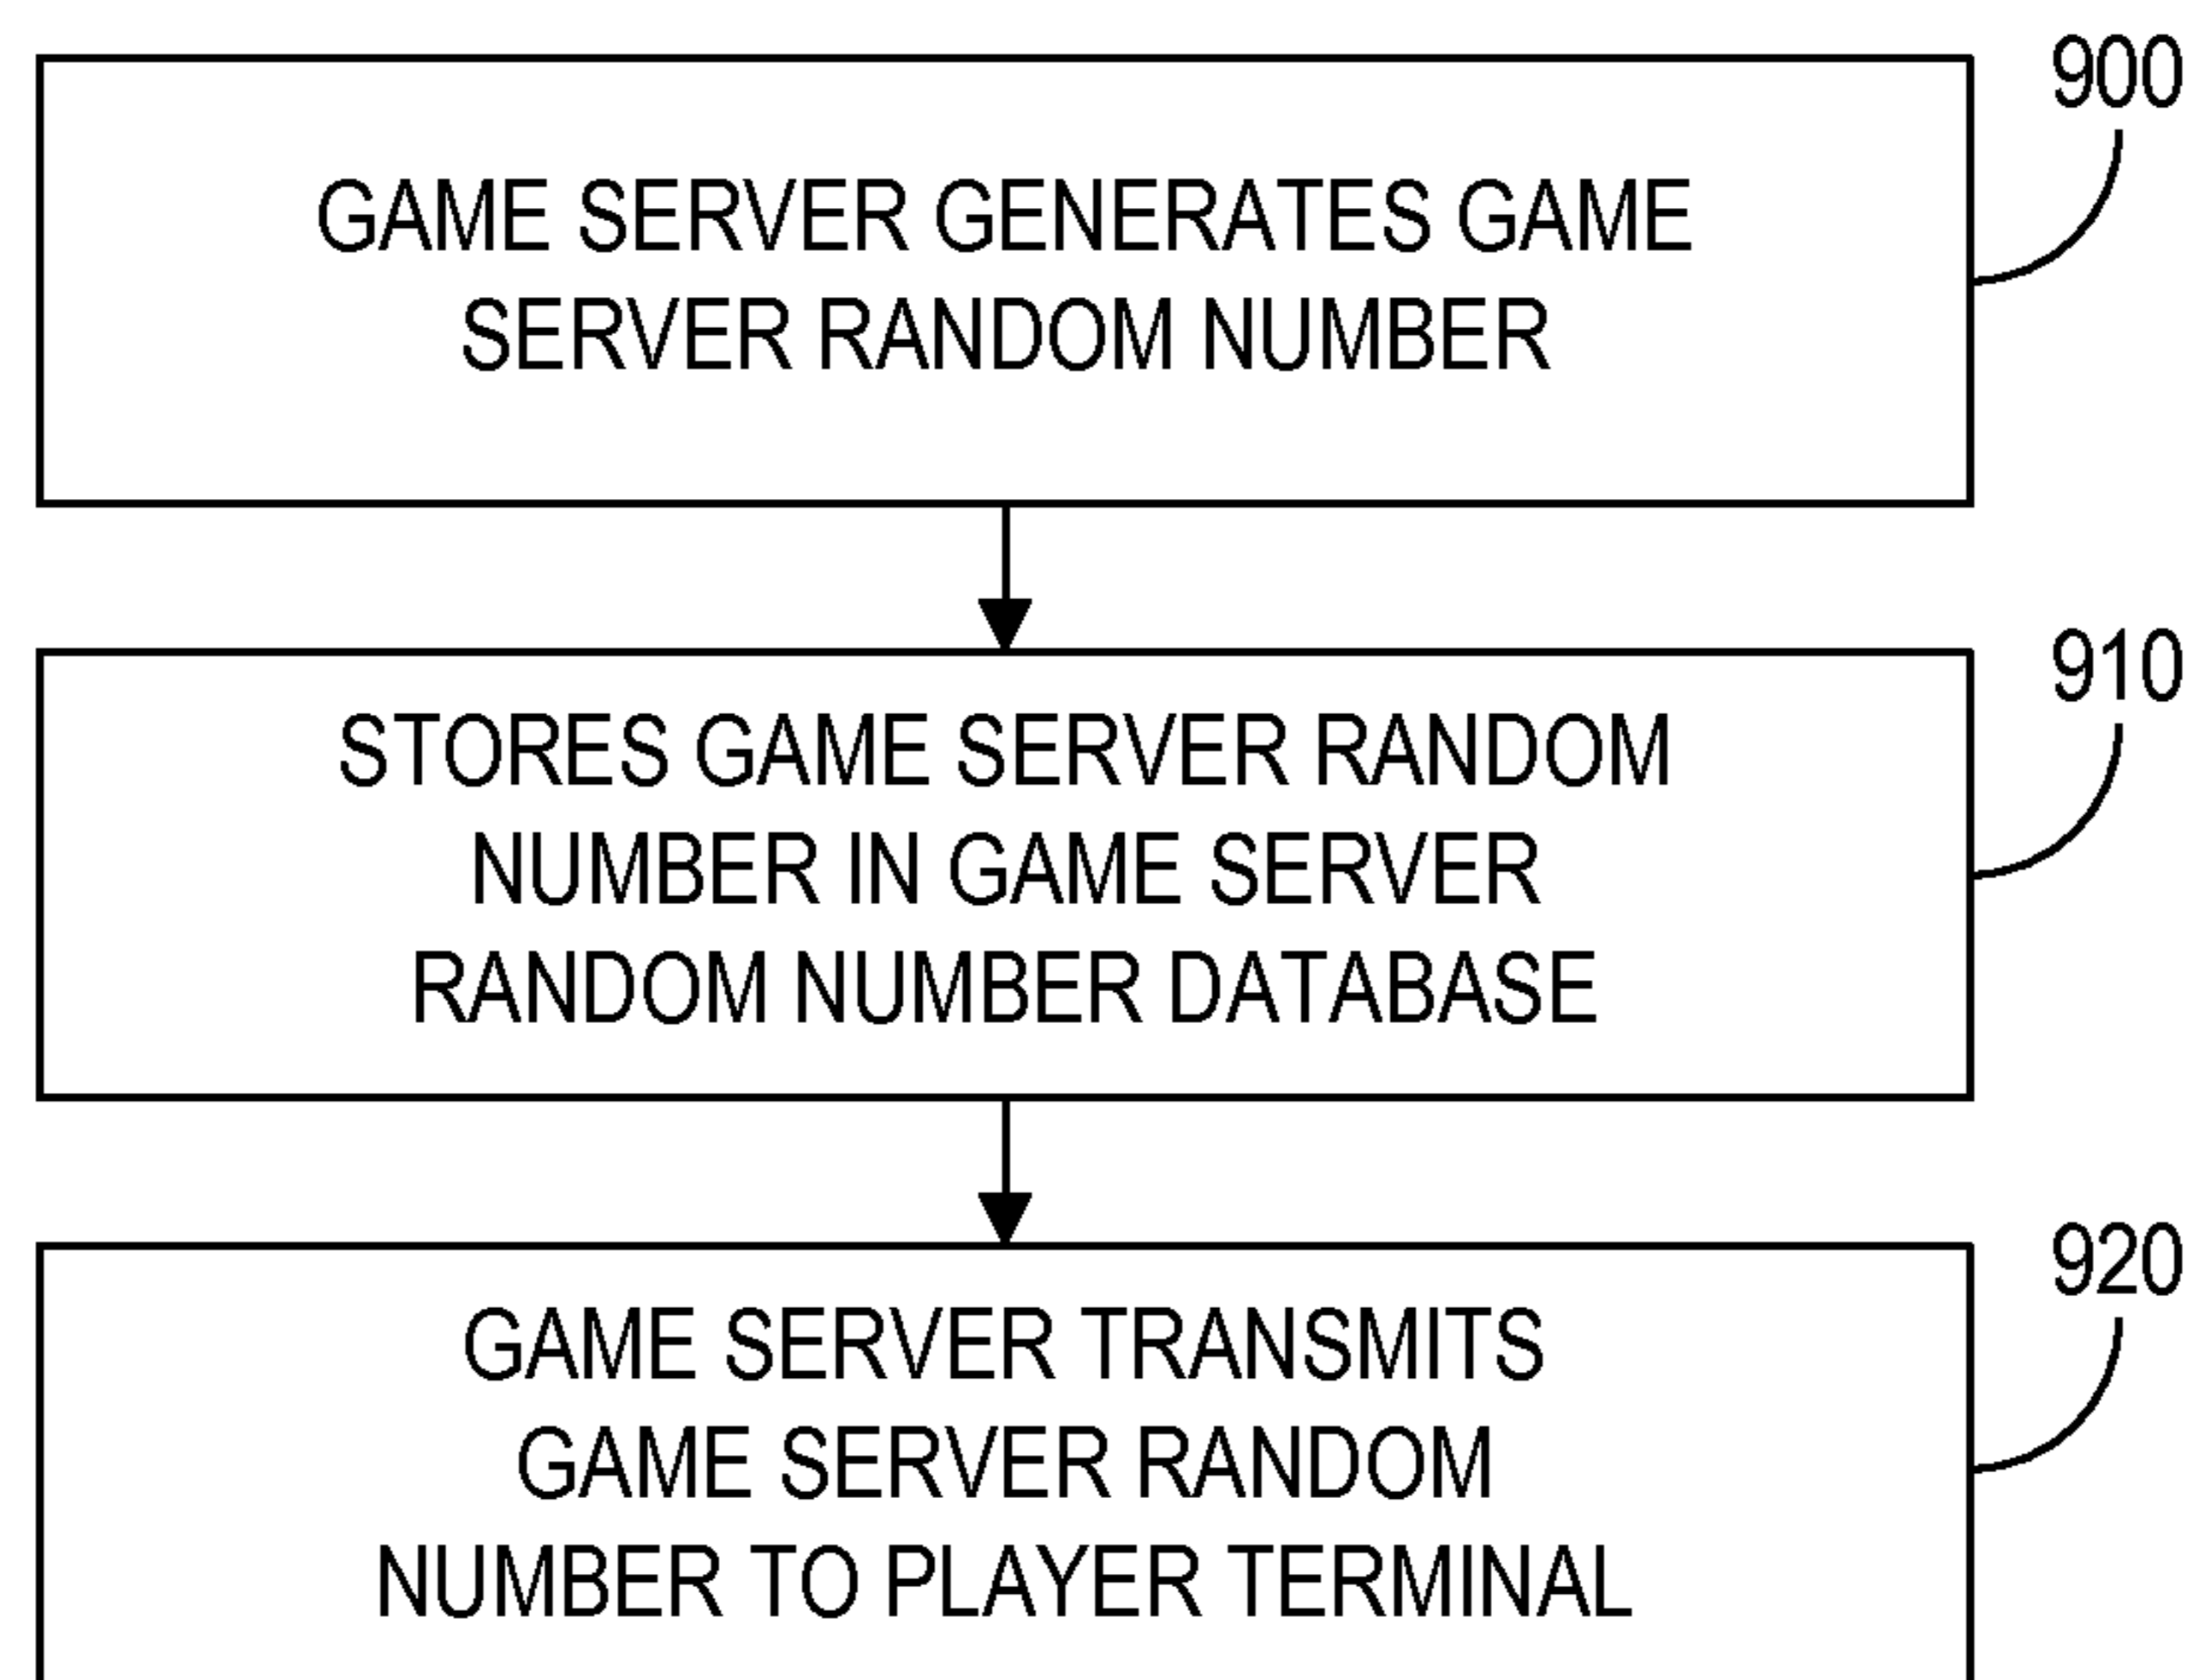 900
GAME SERVER GENERATES GAME
SERVER RANDOM NUMBER
910
STORES GAME SERVER RANDOM
NUMBER IN GAME SERVER
RANDOM NUMBER DATABASE
920
GAME SERVER TRANSMITS
GAME SERVER RANDOM
NUMBER TO PLAYER TERMINAL